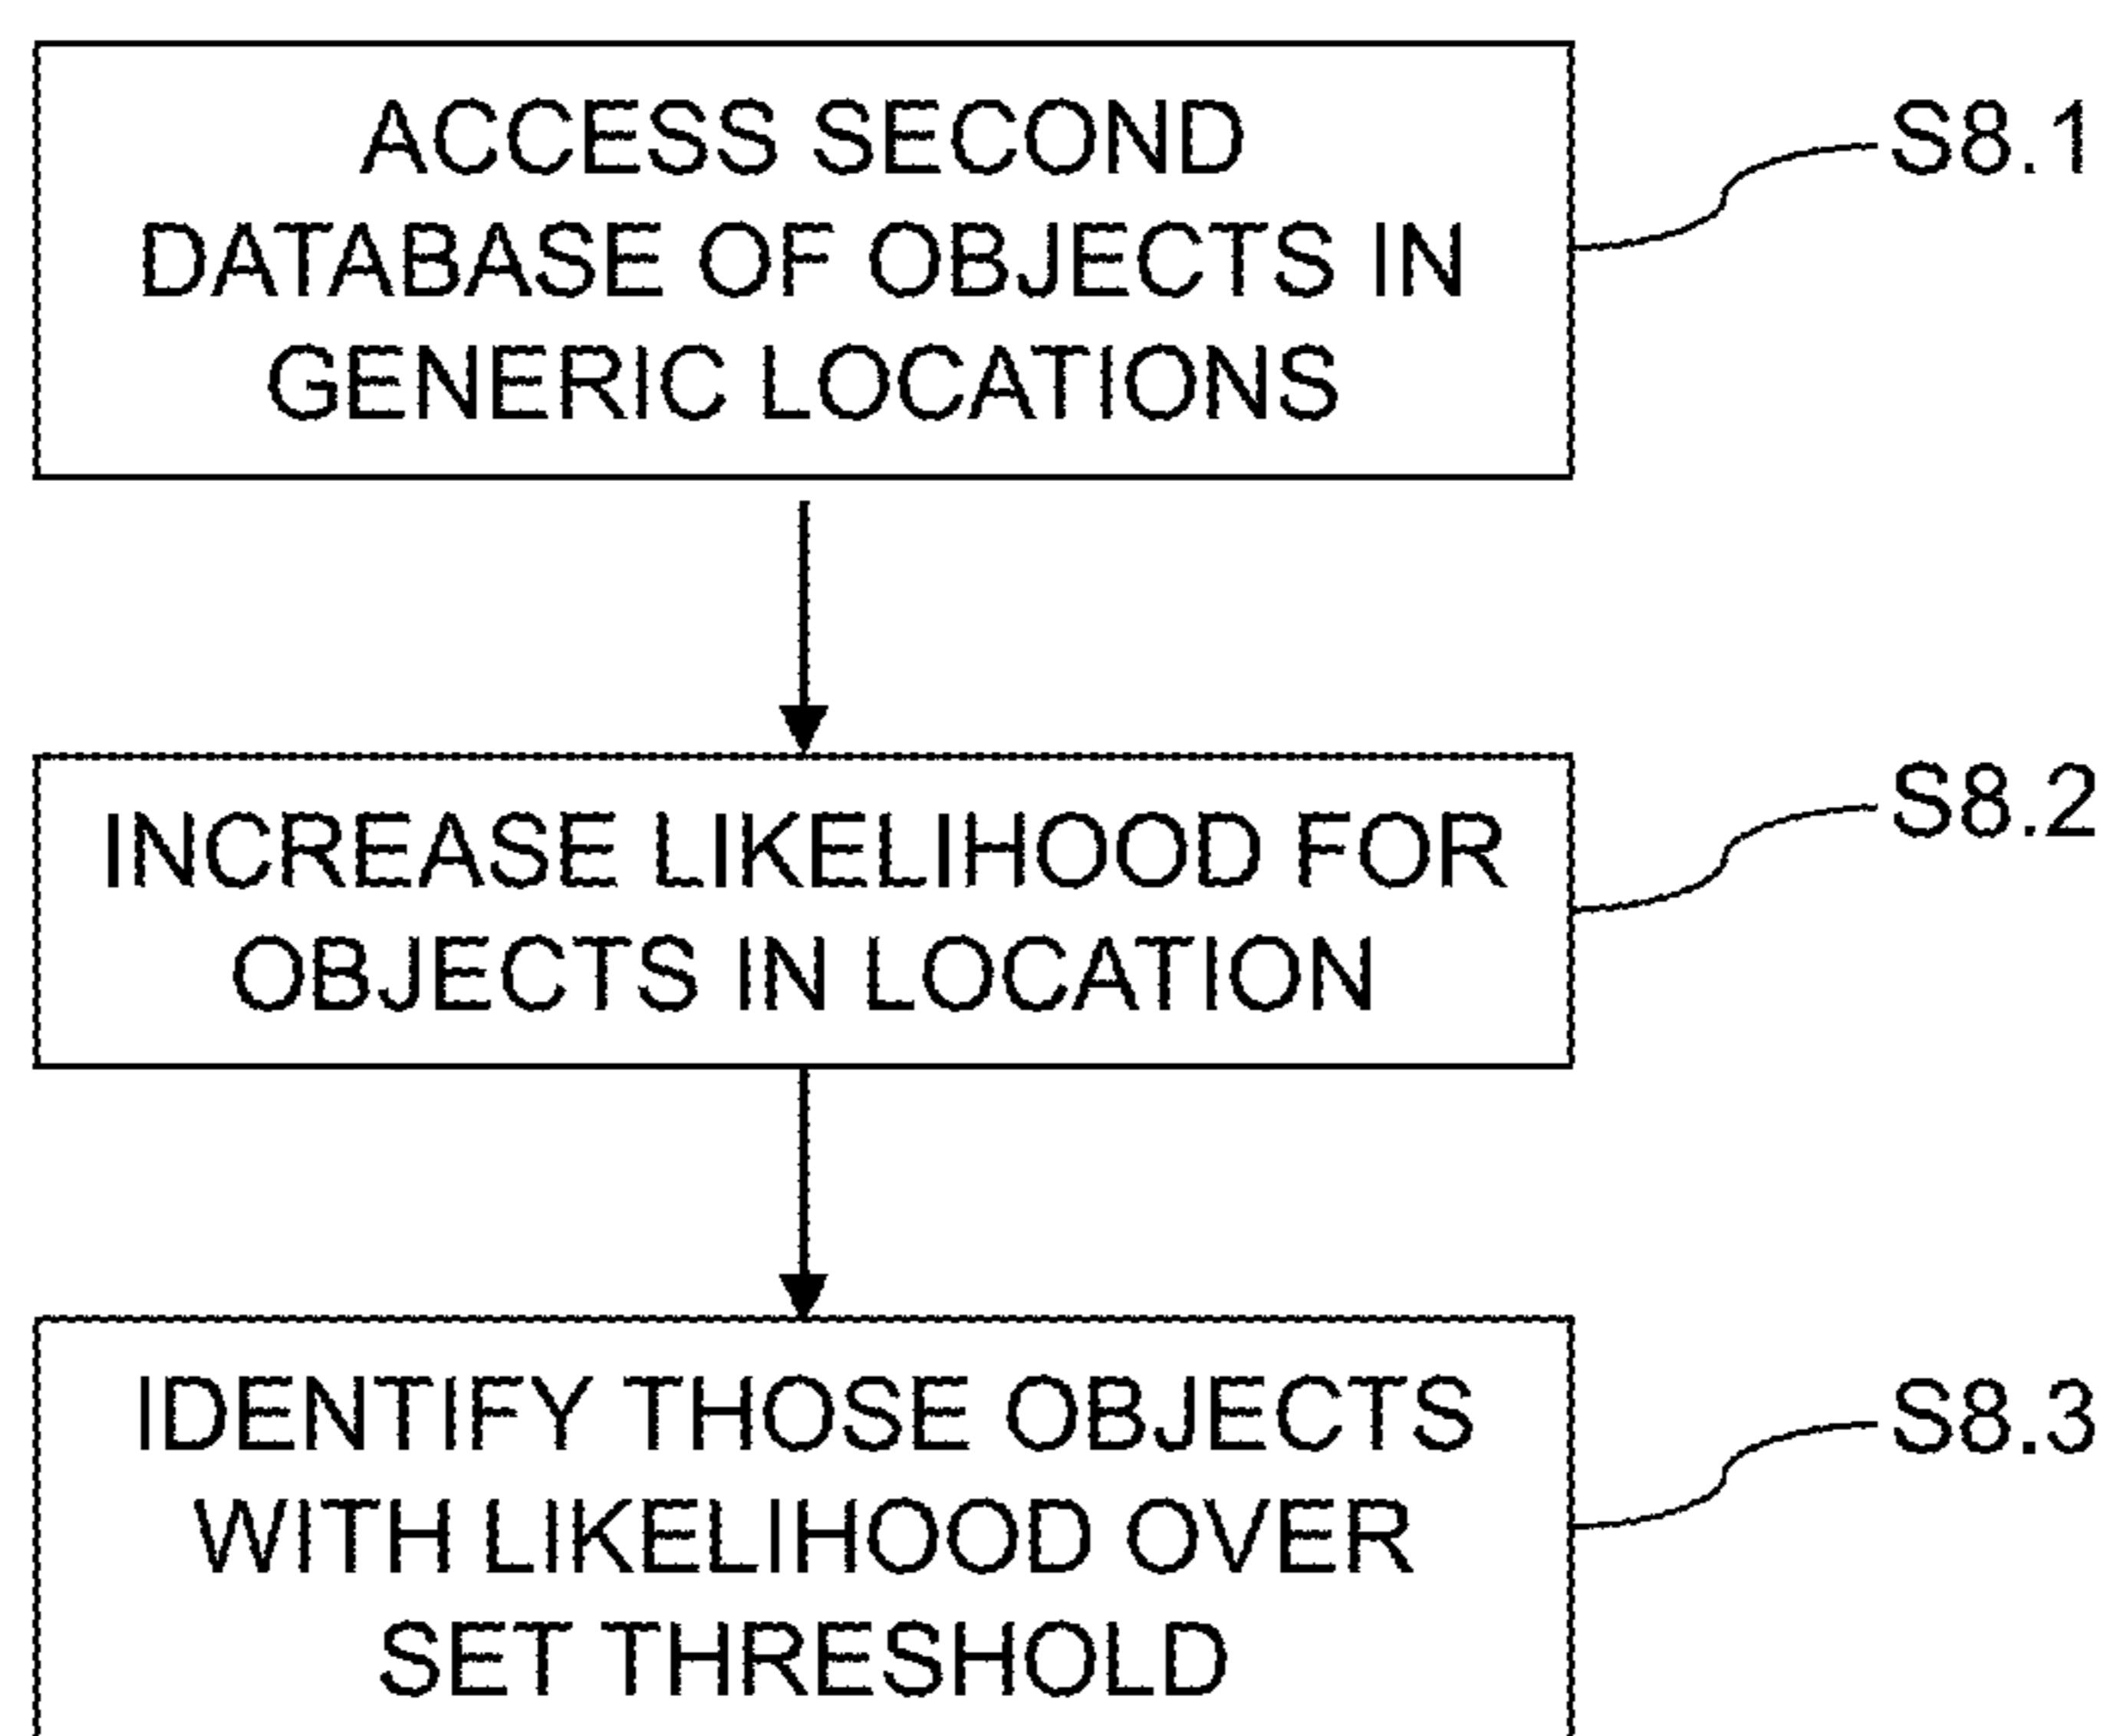 ACCESS SECOND
DATABASE OF OBJECTS IN
GENERIC LOCATIONS
S8.1
INCREASE LIKELIHOOD FOR
OBJECTS IN LOCATION
S8.2
IDENTIFY THOSE OBJECTS
WITH LIKELIHOOD OVER
SET THRESHOLD
S8.3